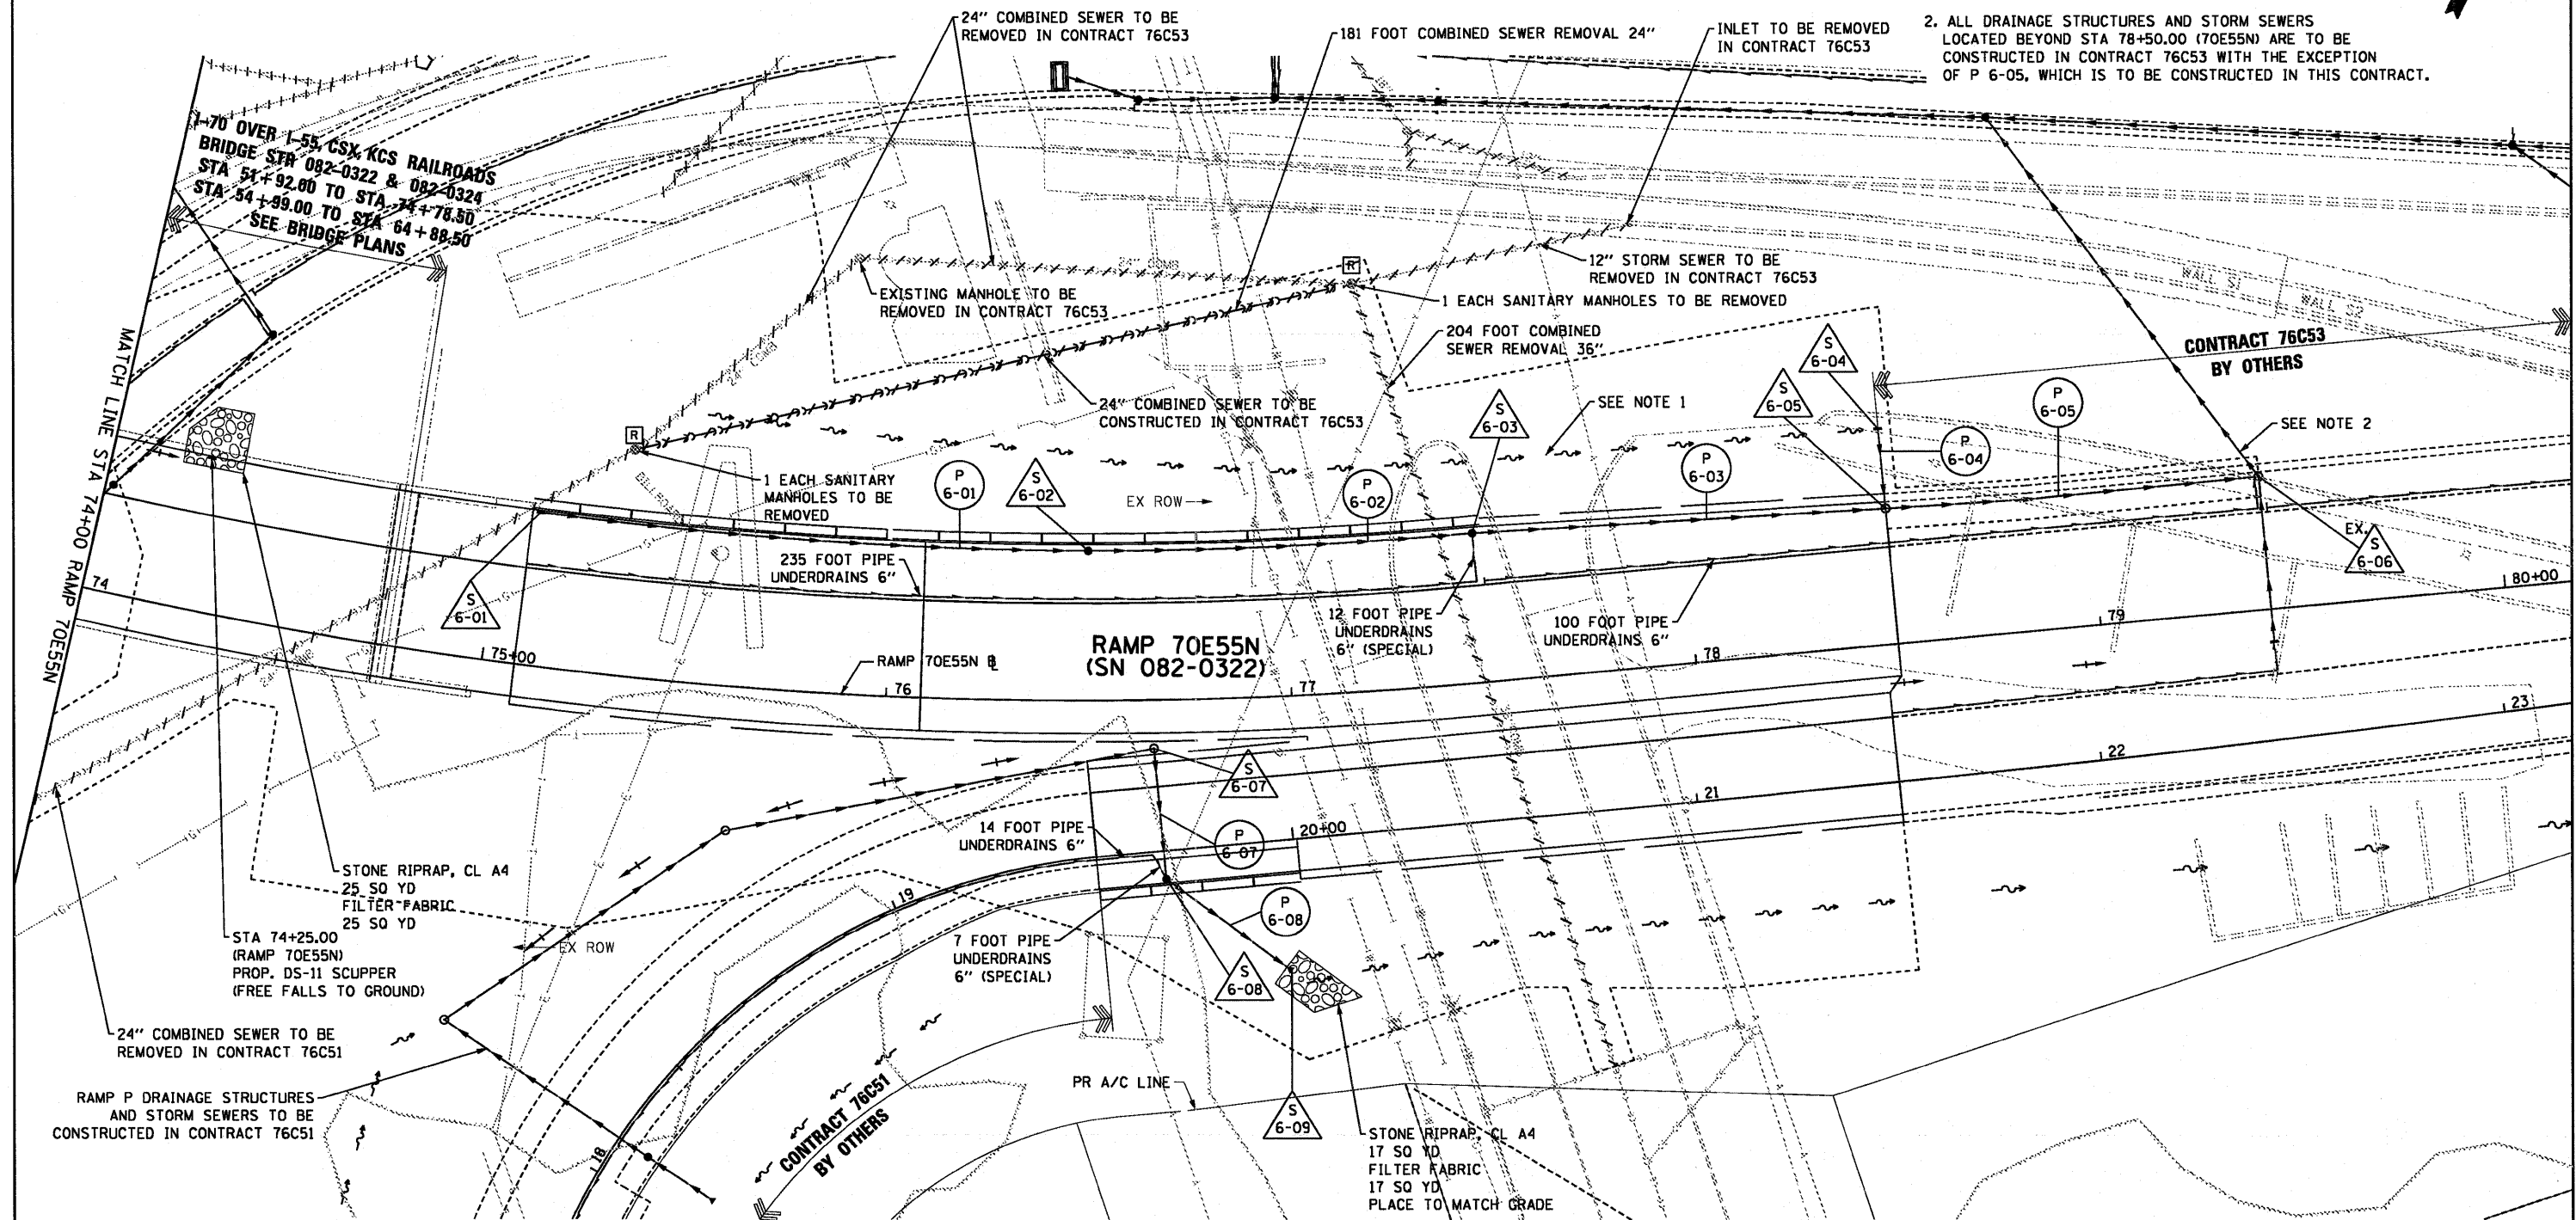 24" COMBINED SEWER TO BE
REMOVED IN CONTRACT 76C53
181 FOOT COMBINED SEWER REMOVAL 24"
INLET TO BE REMOVED
IN CONTRACT 76C53
2. ALL DRAINAGE STRUCTURES AND STORM SEWERS
LOCATED BEYOND STA 78+50.00 (70E55N) ARE TO BE
CONSTRUCTED IN CONTRACT 76C53 WITH THE EXCEPTION
OF P 6-05, WHICH IS TO BE CONSTRUCTED IN THIS CONTRACT.
I-70 OVER I-55, CSX, KCS RAILROADS
BRIDGE STR 082-0322 & 082-0324
STA 51+92.00 TO STA 74+78.50
STA 54+99.00 TO STA 64+88.50
SEE BRIDGE PLANS
EXISTING MANHOLE TO BE
REMOVED IN CONTRACT 76C53
R
12" STORM SEWER TO BE
REMOVED IN CONTRACT 76C53
1 EACH SANITARY MANHOLES TO BE REMOVED
204 FOOT COMBINED
SEWER REMOVAL 36"
WALL S1
WALL S2
CONTRACT 76C53
BY OTHERS
MATCH LINE STA 74+00 RAMP 70E55N
24" COMBINED SEWER TO BE
CONSTRUCTED IN CONTRACT 76C53
SEE NOTE 1
SEE NOTE 2
S
6-04
S
6-05
S
6-03
P
6-05
P
6-04
R
1 EACH SANITARY
MANHOLES TO BE
REMOVED
P
6-01
S
6-02
EX ROW
P
6-02
P
6-03
EX.
S
6-06
235 FOOT PIPE
UNDERDRAINS 6"
S
6-01
74
75+00
RAMP 70E55N B
L
76
RAMP 70E55N
(SN 082-0322)
77
12 FOOT PIPE
UNDERDRAINS
6" (SPECIAL)
100 FOOT PIPE
UNDERDRAINS 6"
78
79
80+00
23
22
21
20+00
19
18
S
6-07
14 FOOT PIPE
UNDERDRAINS 6"
P
6-07
P
6-08
STONE RIPRAP, CL A4
25 SQ YD
FILTER FABRIC
25 SQ YD
STA 74+25.00
(RAMP 70E55N)
PROP. DS-11 SCUPPER
(FREE FALLS TO GROUND)
EX ROW
7 FOOT PIPE
UNDERDRAINS
6" (SPECIAL)
S
6-08
24" COMBINED SEWER TO BE
REMOVED IN CONTRACT 76C51
RAMP P DRAINAGE STRUCTURES
AND STORM SEWERS TO BE
CONSTRUCTED IN CONTRACT 76C51
CONTRACT 76C51
BY OTHERS
PR A/C LINE
S
6-09
STONE RIPRAP, CL A4
17 SQ YD
FILTER FABRIC
17 SQ YD
PLACE TO MATCH GRADE